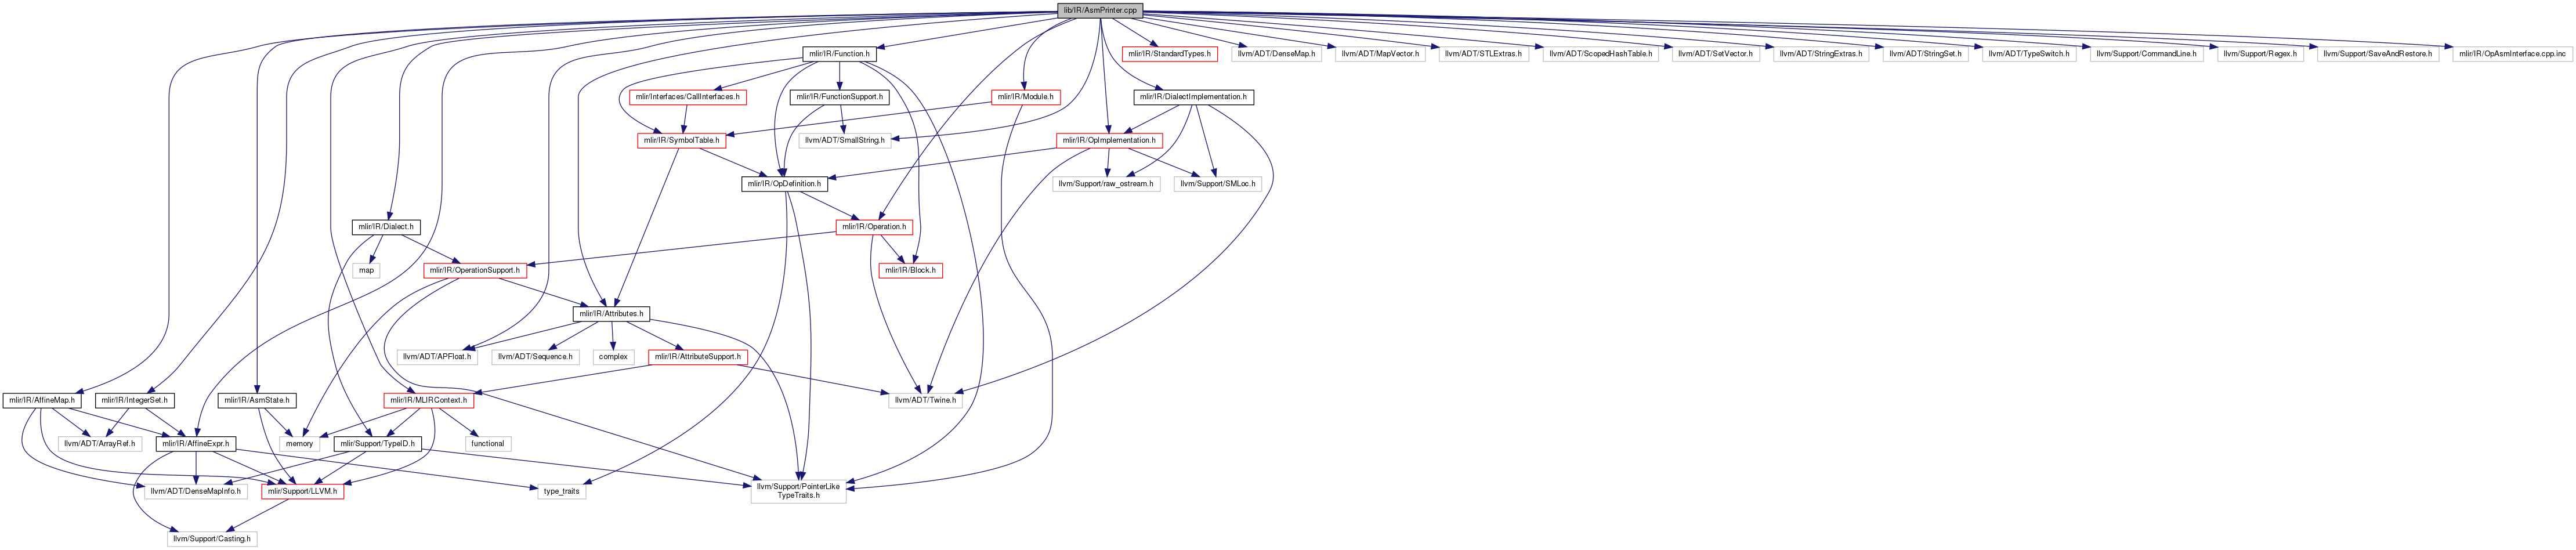 lib/IR/AsmPrinter.cpp
mlir/IR/Function.h
mlir/IR/StandardTypes.h
llvm/ADT/DenseMap.h
llvm/ADT/MapVector.h
llvm/ADT/STLExtras.h
llvm/ADT/ScopedHashTable.h
llvm/ADT/SetVector.h
llvm/ADT/StringExtras.h
llvm/ADT/StringSet.h
llvm/ADT/TypeSwitch.h
llvm/Support/CommandLine.h
llvm/Support/Regex.h
llvm/Support/SaveAndRestore.h
mlir/IR/OpAsmInterface.cpp.inc
mlir/Interfaces/CallInterfaces.h
mlir/IR/FunctionSupport.h
mlir/IR/Module.h
mlir/IR/DialectImplementation.h
mlir/IR/SymbolTable.h
llvm/ADT/SmallString.h
mlir/IR/OpImplementation.h
mlir/IR/OpDefinition.h
llvm/Support/raw_ostream.h
llvm/Support/SMLoc.h
mlir/IR/Dialect.h
mlir/IR/Operation.h
map
mlir/IR/OperationSupport.h
mlir/IR/Block.h
mlir/IR/Attributes.h
llvm/ADT/APFloat.h
llvm/ADT/Sequence.h
complex
mlir/IR/AttributeSupport.h
mlir/IR/AffineMap.h
mlir/IR/IntegerSet.h
mlir/IR/AsmState.h
mlir/IR/MLIRContext.h
llvm/ADT/Twine.h
llvm/ADT/ArrayRef.h
mlir/IR/AffineExpr.h
memory
mlir/Support/TypeID.h
functional
llvm/ADT/DenseMapInfo.h
mlir/Support/LLVM.h
type_traits
llvm/Support/PointerLike
TypeTraits.h
llvm/Support/Casting.h